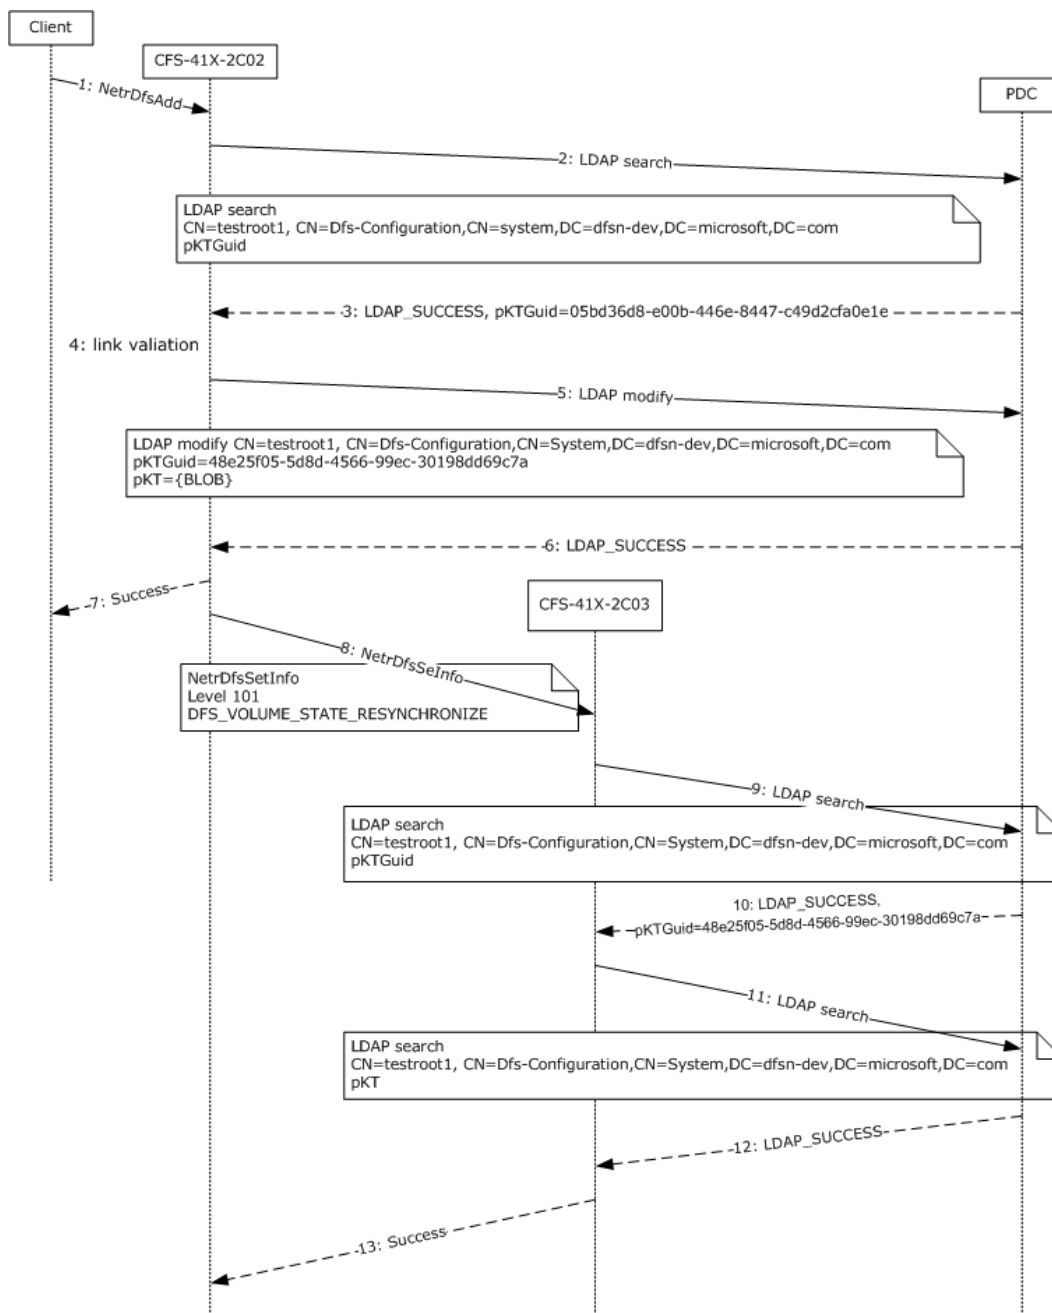 Client
CFS-41X-2C02
PDC
1: NetrDfsAdd
2: LDAP search
LDAP search
CN=testroot1, CN=Dfs-Configuration,CN=system,DC=dfsn-dev,DC=microsoft,DC=com
pKTGuid
3: LDAP_SUCCESS, pKTGuid=05bd36d8-e00b-446e-8447-c49d2cfa0e1e
4: link valiation
5: LDAP modify
LDAP modify CN=testroot1, CN=Dfs-Configuration,CN=System,DC=dfsn-dev,DC=microsoft,DC=com
pKTGuid=48e25f05-5d8d-4566-99ec-30198dd69c7a
pKT={BLOB}
6: LDAP_SUCCESS
7: Success
CFS-41X-2C03
8: NetrDfsSeInfo
NetrDfsSetInfo
Level 101
DFS_VOLUME_STATE_RESYNCHRONIZE
9: LDAP search
LDAP search
CN=testroot1, CN=Dfs-Configuration,CN=System,DC=dfsn-dev,DC=microsoft,DC=com
pKTGuid
10: LDAP_SUCCESS,
pKTGuid=48e25f05-5d8d-4566-99ec-30198dd69c7a
11: LDAP search
LDAP search
CN=testroot1, CN=Dfs-Configuration,CN=System,DC=dfsn-dev,DC=microsoft,DC=com
pKT
12: LDAP_SUCCESS
13: Success